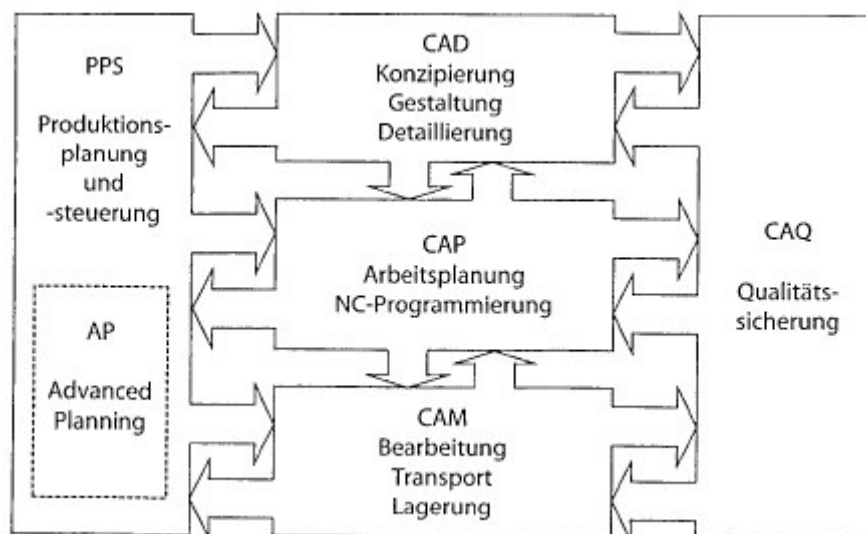 PPS
Produktions-
planung
und
-steuerung
AP
Advanced
Planning
CAD
Konzipierung
Gestaltung
Detaillierung
CAP
Arbeitsplanung
NC-Programmierung
CAM
Bearbeitung
Transport
Lagerung
CAQ
Qualitäts-
sicherung